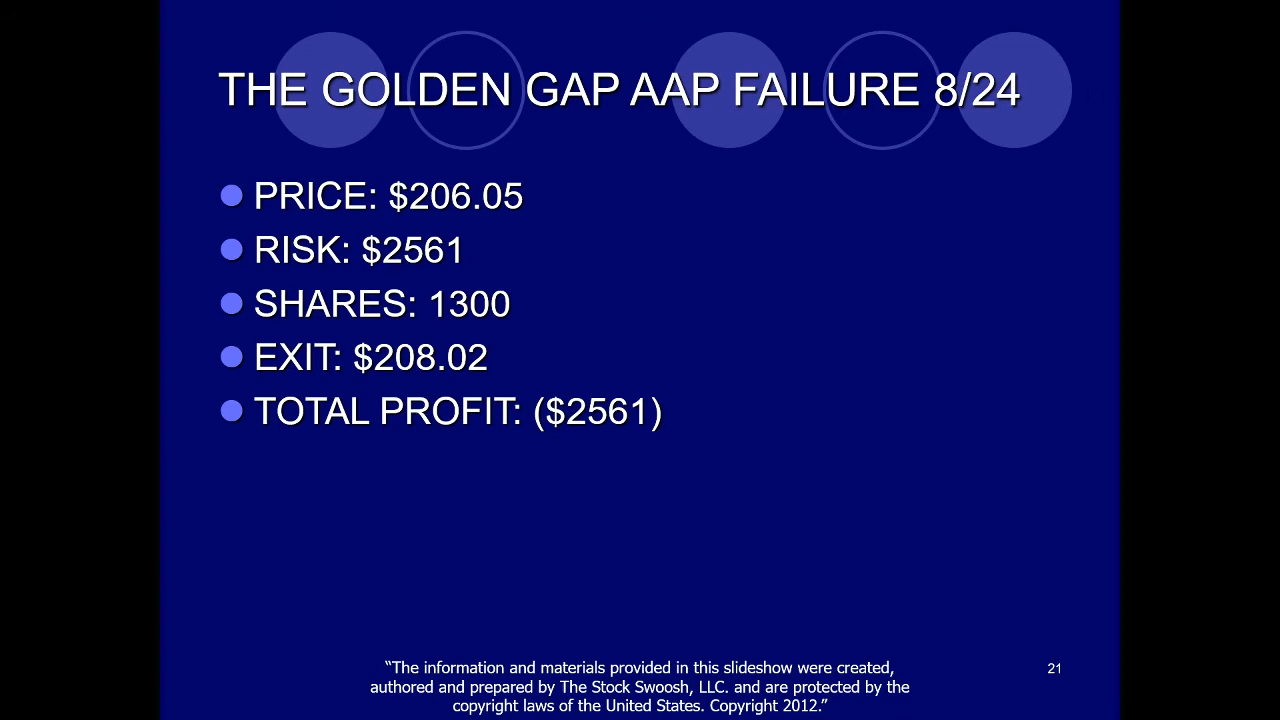 THE GOLDEN GAP AAP FAILURE 8/24
PRICE: $206.05
RISK: $2561
SHARES: 1300
EXIT: $208.02
TOTAL PROFIT: ($2561)
“The information and materials provided in this slideshow were created,
authored and prepared by The Stock Swoosh, LLC. and are protected by the
copyright laws of the United States. Copyright 2012.”
21